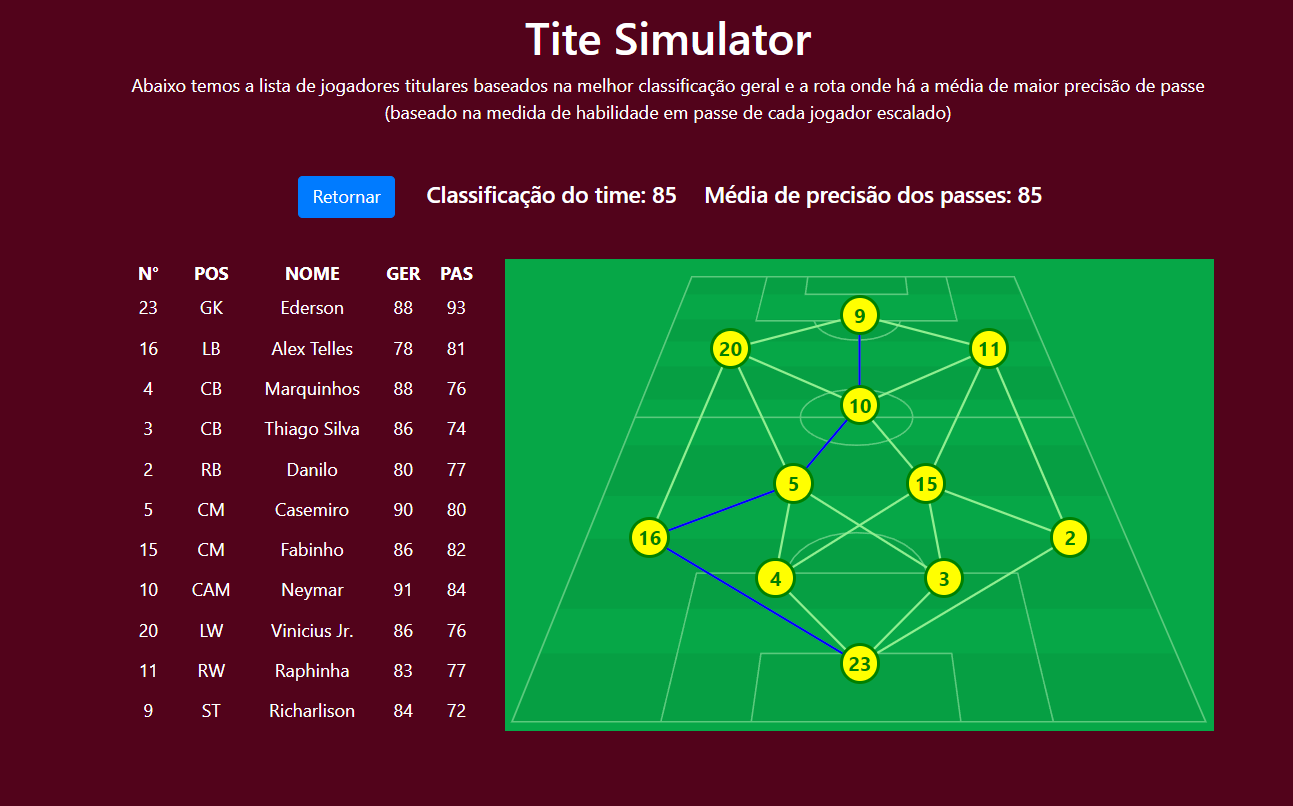 Tite Simulator
Abaixo temos a lista de jogadores titulares baseados na melhor classificação geral e a rota onde há a média de maior precisão de passe
(baseado na medida de habilidade em passe de cada jogador escalado)
Retornar Classificação do time: 85 Média de precisão dos passes: 85
N° POS NOME GER PAS
23 GK Ederson 88 93
16 LB Alex Telles 78 81
4 CB Marquinhos 88 76
3 CB Thiago Silva 86 74
2 RB Danilo 80 77
5 CM Casemiro 90 80
15 CM Fabinho 86 82
10 CAM Neymar 91 84
20 LW Vinicius Jr. 86 76
11 RW Raphinha 83 77
9 ST Richarlison 84 72
9
20 11
10
5 15
16 2
4 3
23